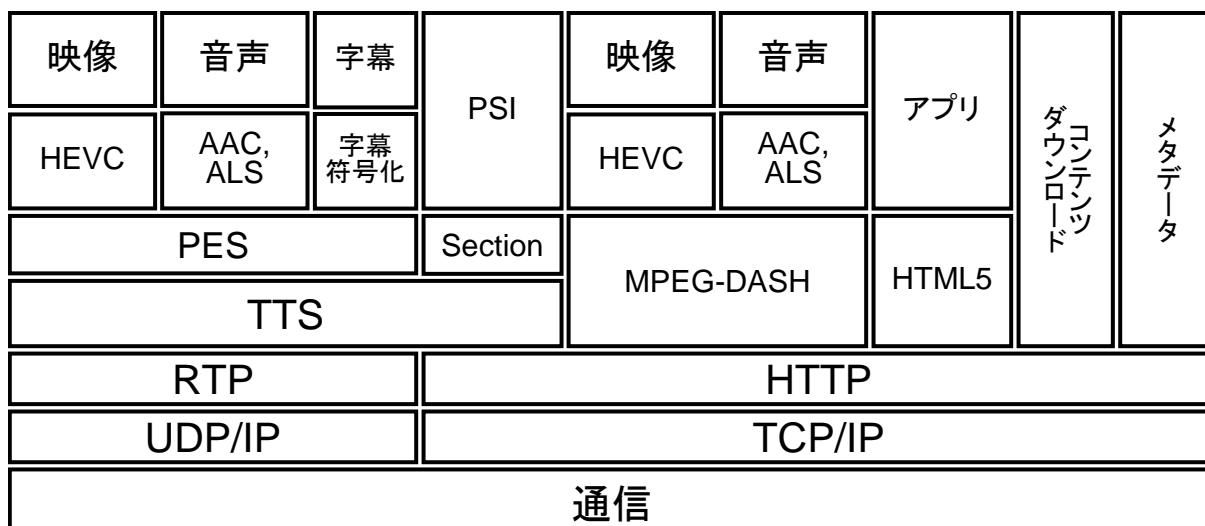 映像
音声
字幕
PSI
映像
音声
アプリ
コンテンツ
ダウンロード
メタデータ
HEVC
AAC,
ALS
字幕
符号化
HEVC
AAC,
ALS
PES
Section
MPEG-DASH
HTML5
TTS
RTP
HTTP
UDP/IP
TCP/IP
通信